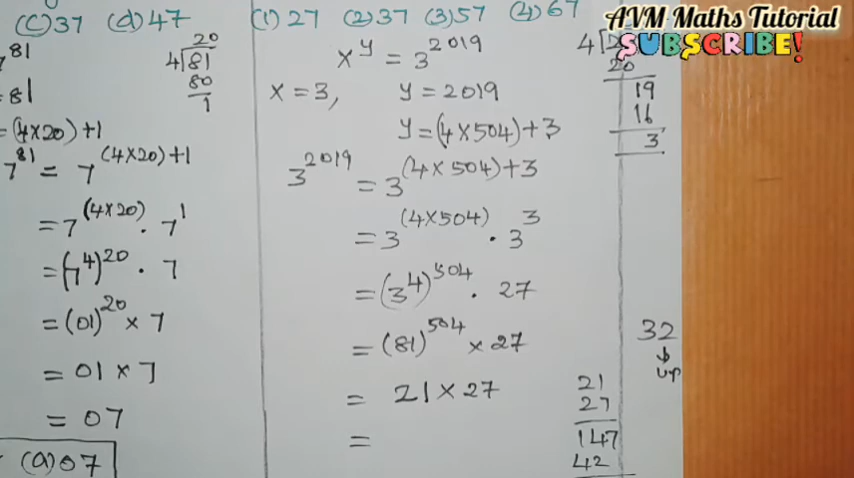 (C)37 (d)47
81
= 81
= (4×20)+1
7^81 = 7^(4×20)+1
= 7^(4×20) · 7^1
= (7^4)^20 · 7
= (01)^20 × 7
= 01 × 7
= 07
(a)07
20
4 81
80
1
(1) 27 (2) 37 (3) 57 (4) 67
x^y = 3^2019
x = 3, y = 2019
y = (4×504)+3
3^2019 = 3^(4×504)+3
= 3^(4×504) · 3^3
= (3^4)^504 · 27
= (81)^504 × 27
= 21 × 27
=
21
27
147
42
4
20
19
16
3
32
↓
up
AVM Maths Tutorial
SUBSCRIBE!